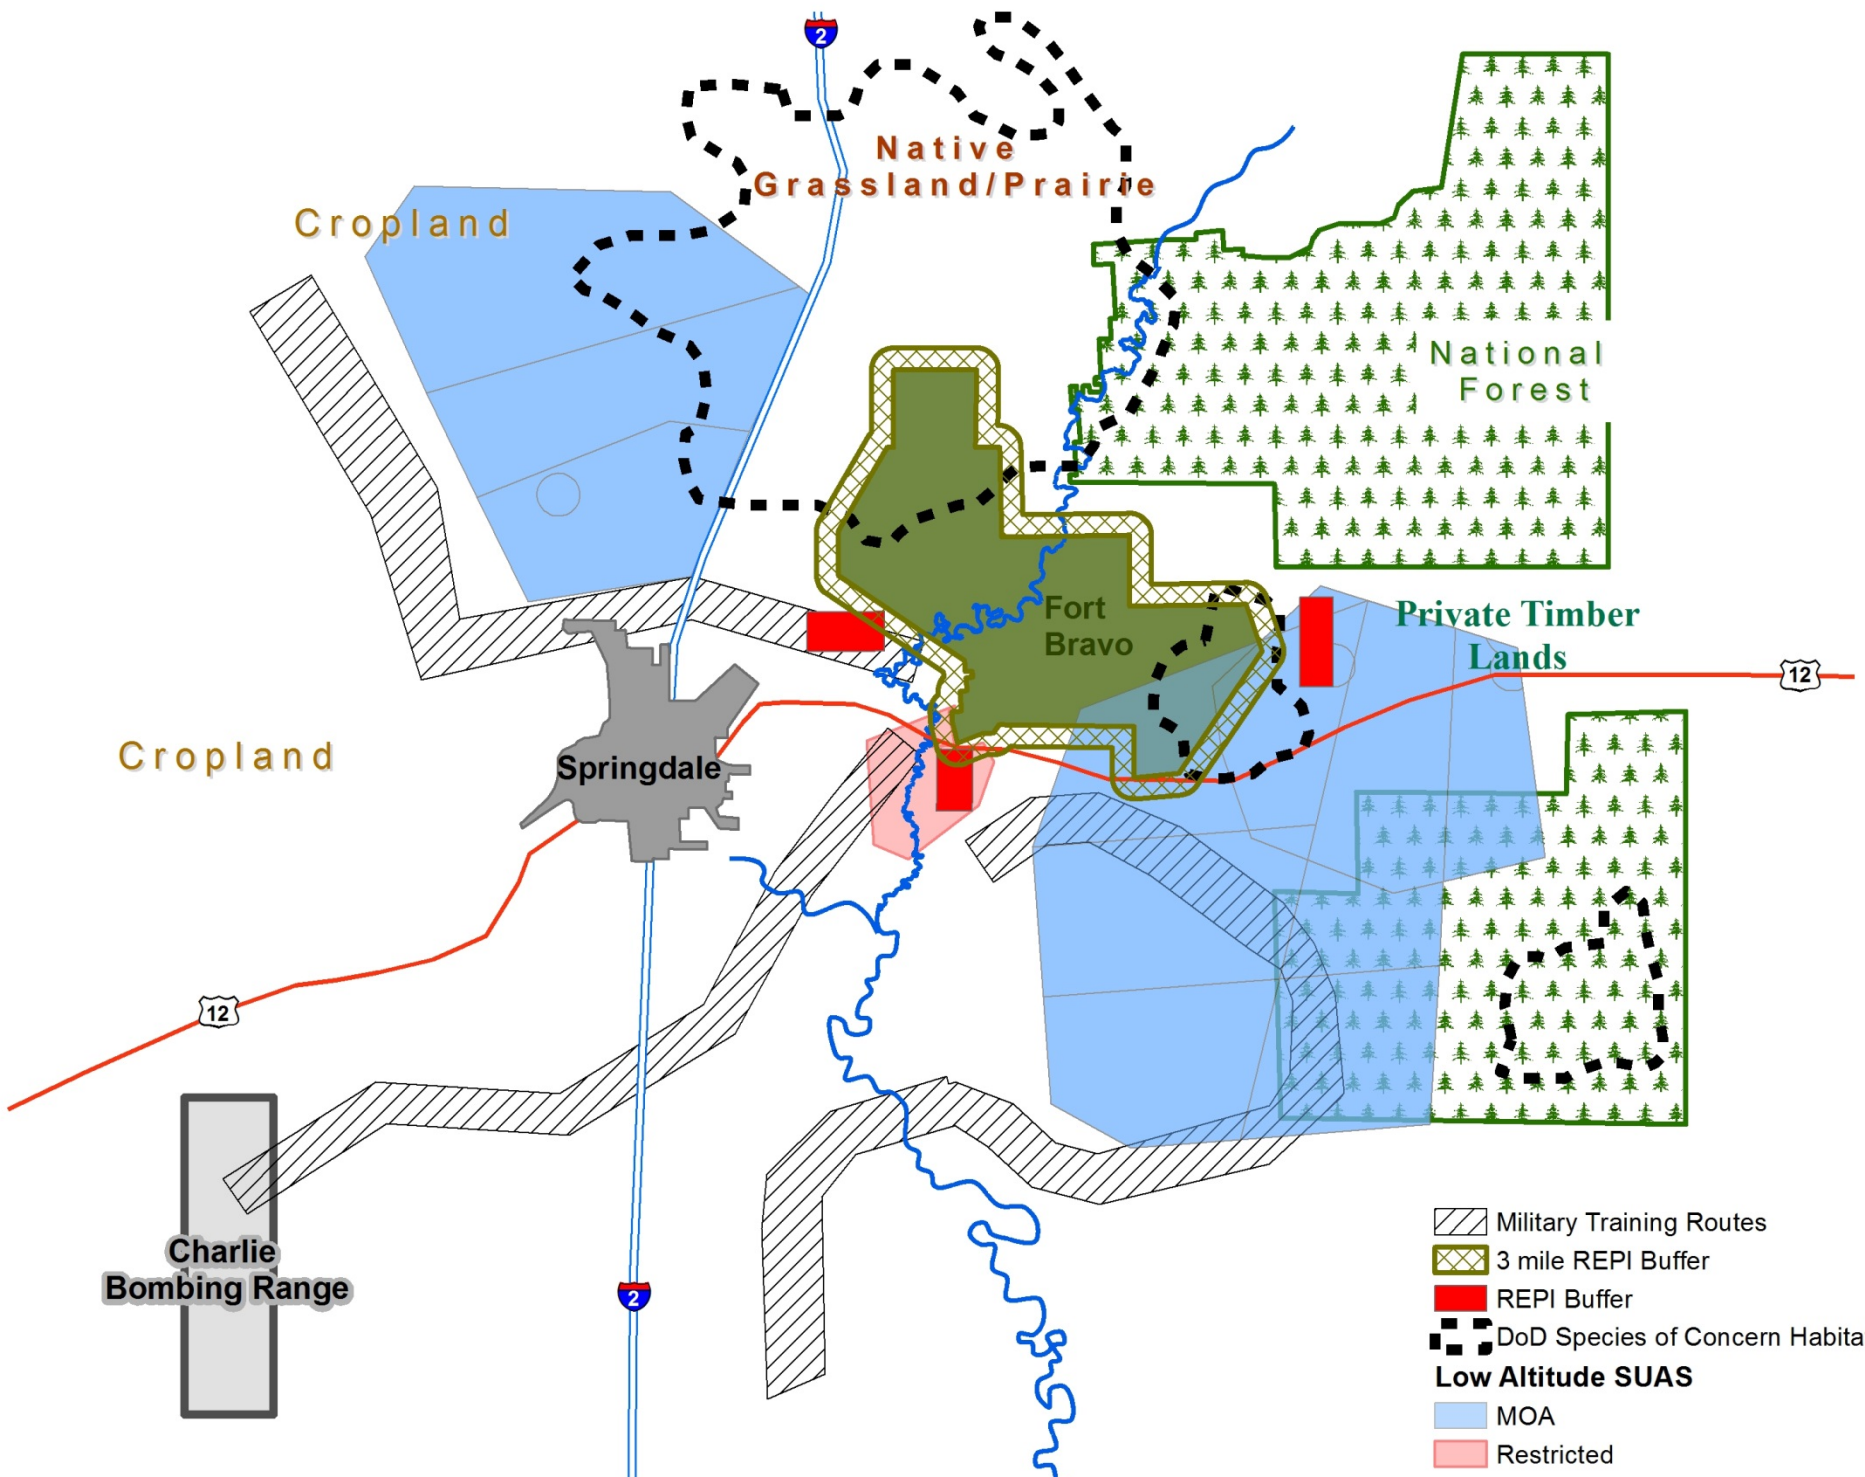 2
Native
Grassland/Prairie
Cropland
National
Forest
Fort
Bravo
Private Timber
Lands
12
Cropland
Springdale
12
Charlie
Bombing Range
2
Military Training Routes
3 mile REPI Buffer
REPI Buffer
DoD Species of Concern Habita
Low Altitude SUAS
MOA
Restricted